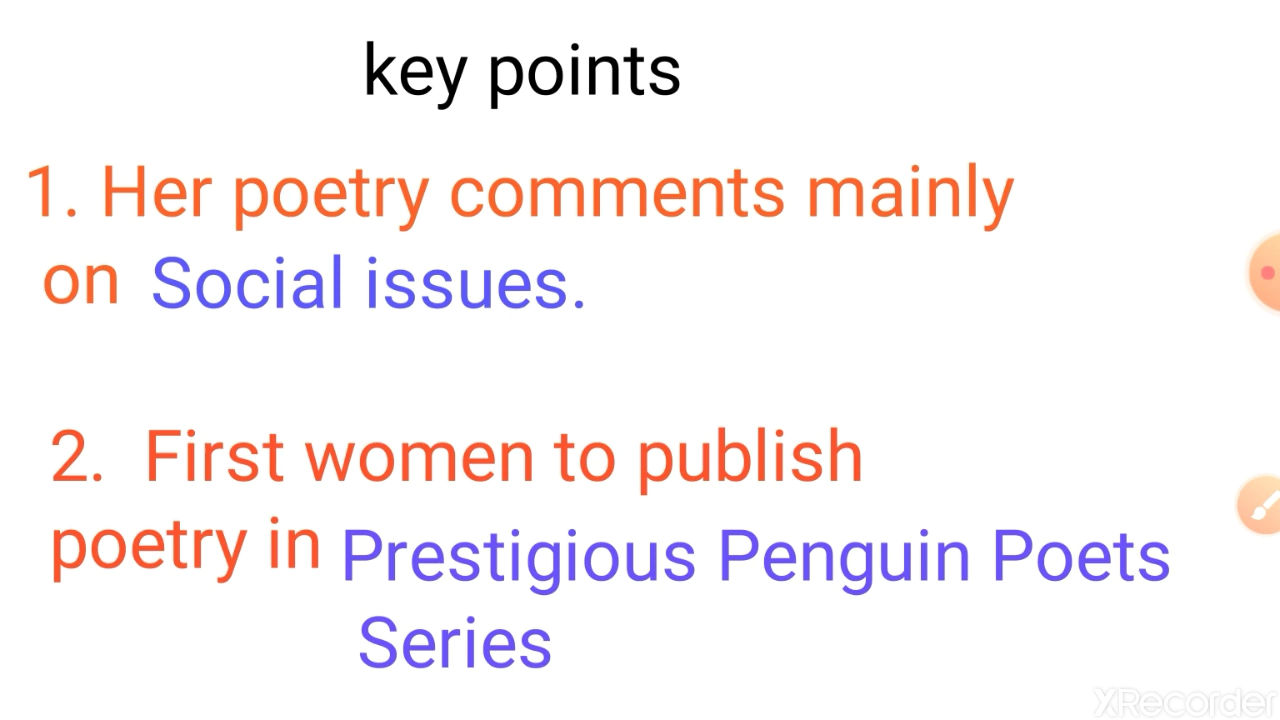 key points
1. Her poetry comments mainly
on Social issues.
2. First women to publish
poetry in Prestigious Penguin Poets
Series
XRecorder